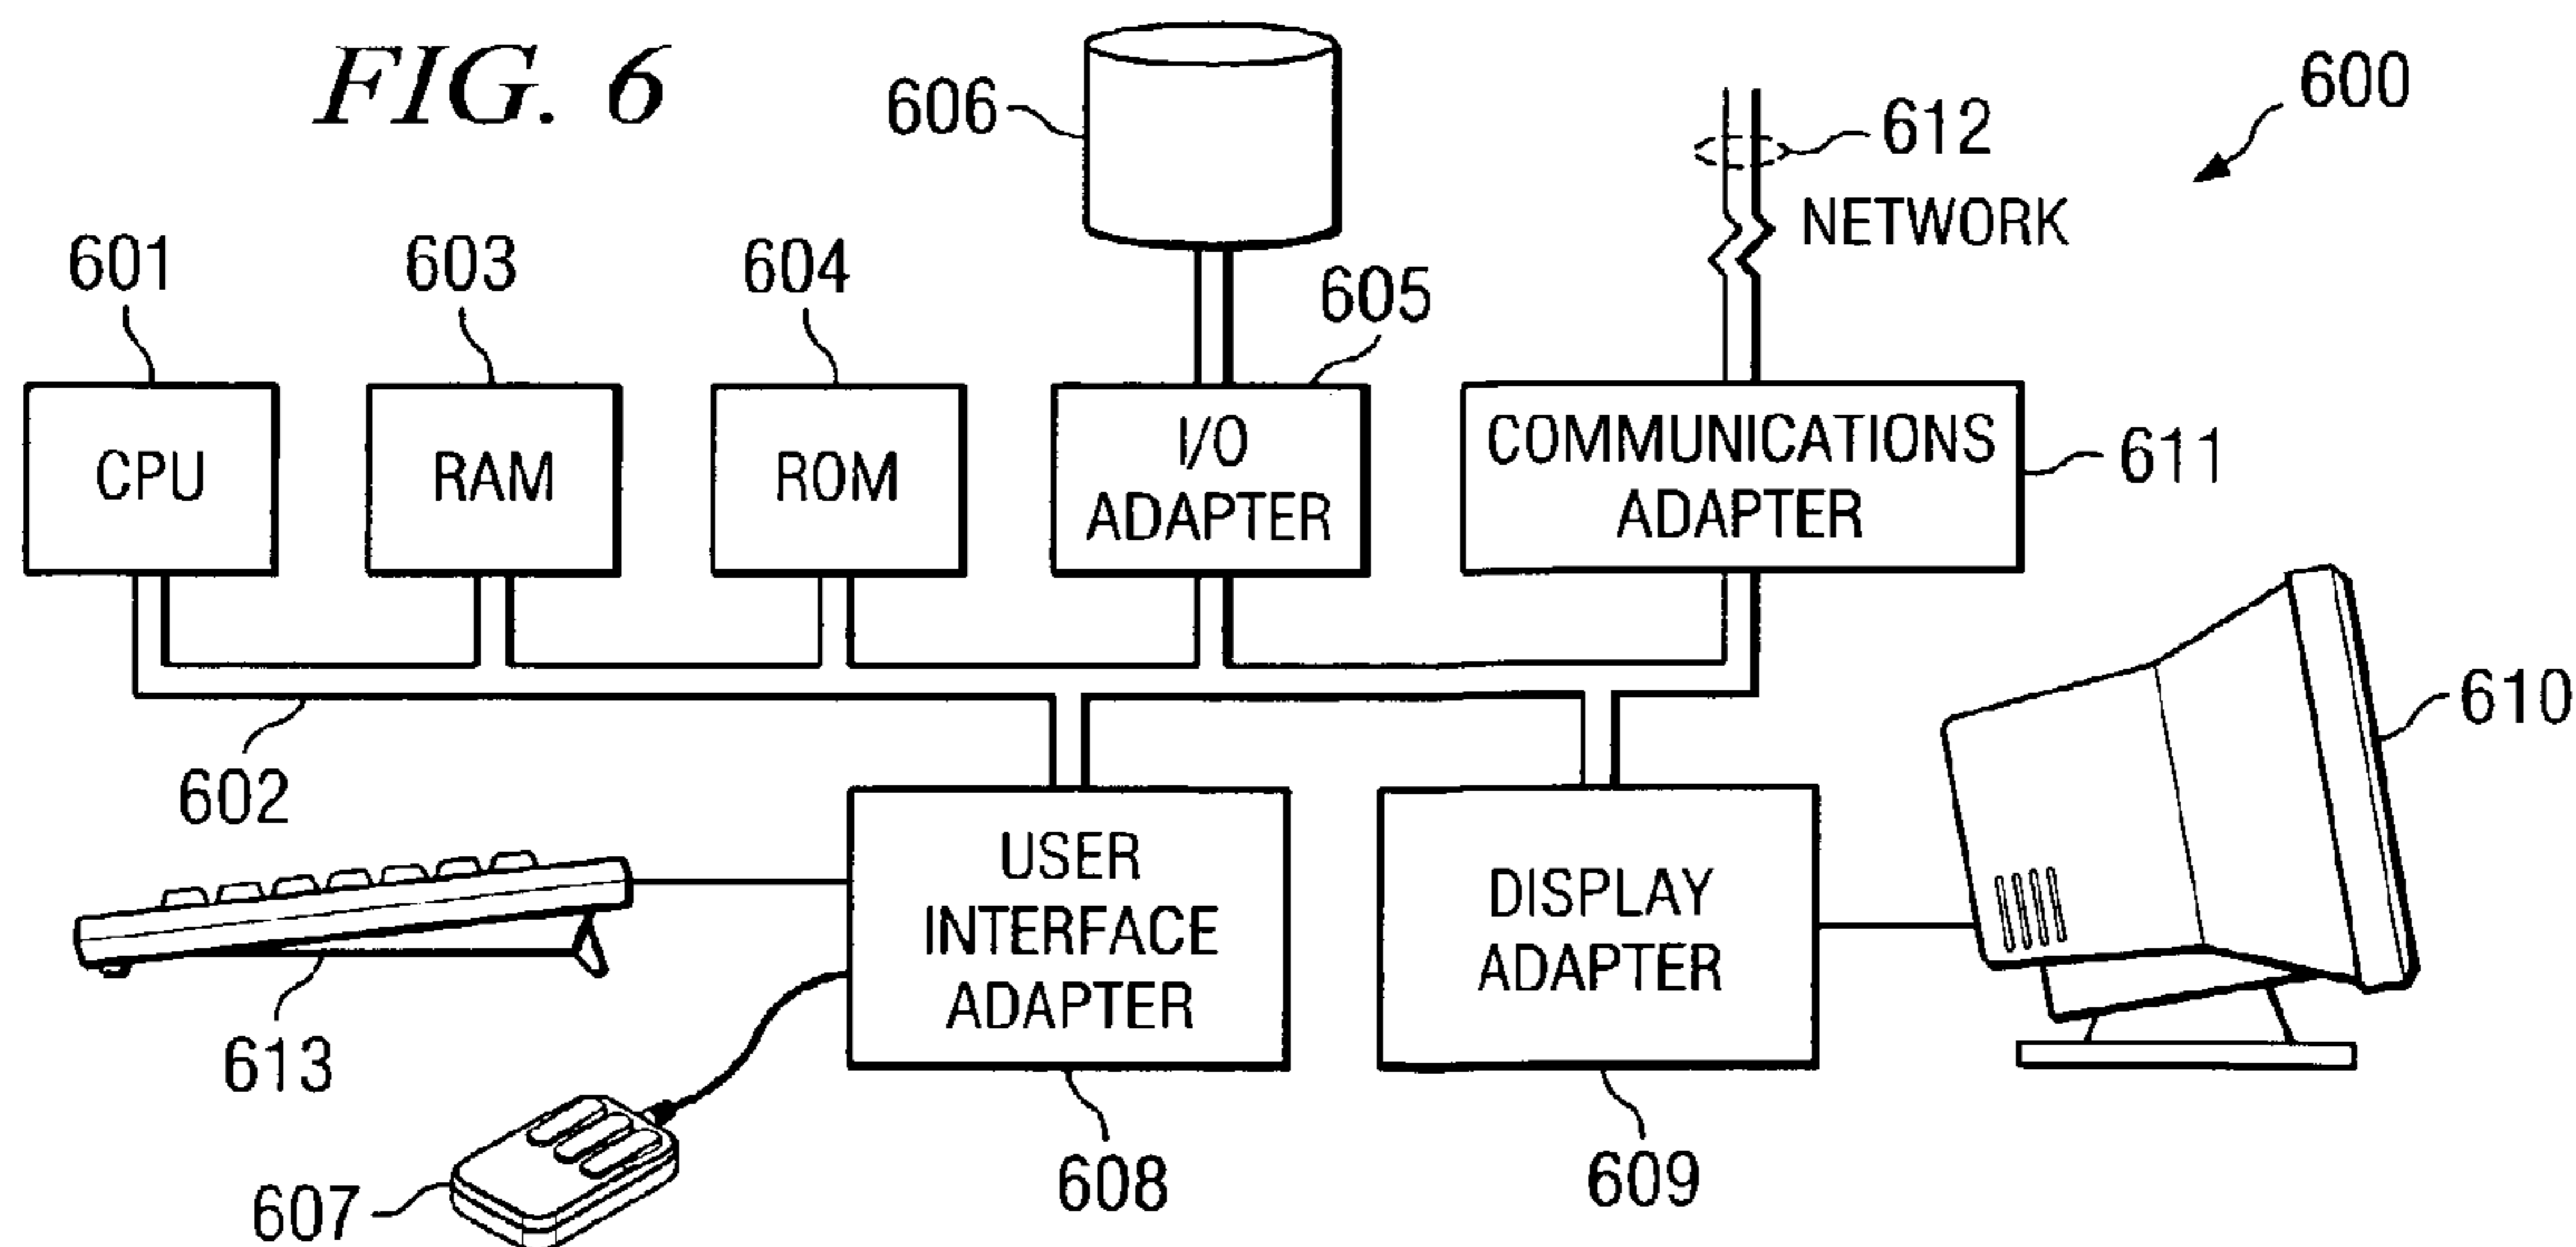 FIG. 6
606
612
600
NETWORK
601
603
604
605
CPU
RAM
ROM
I/O
ADAPTER
COMMUNICATIONS
ADAPTER
611
610
602
USER
INTERFACE
ADAPTER
DISPLAY
ADAPTER
613
607
608
609